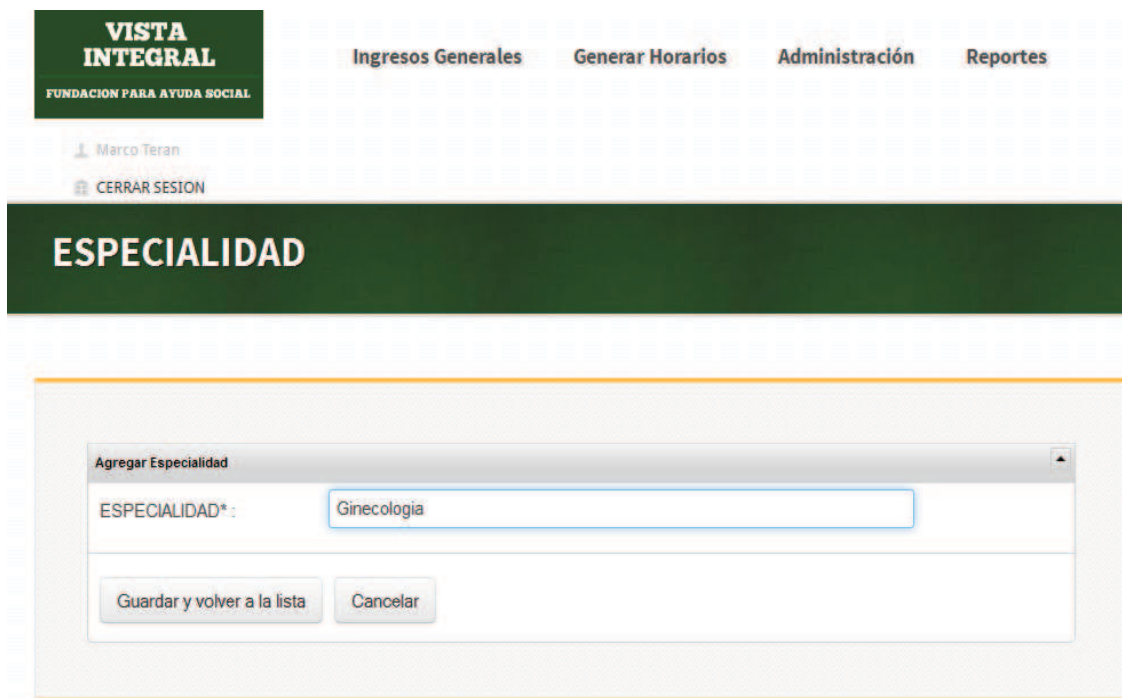 VISTA
INTEGRAL
FUNDACION PARA AYUDA SOCIAL
Ingresos Generales Generar Horarios Administración Reportes
Marco Teran
CERRAR SESION
ESPECIALIDAD
Agregar Especialidad
ESPECIALIDAD* : Ginecologia
Guardar y volver a la lista Cancelar